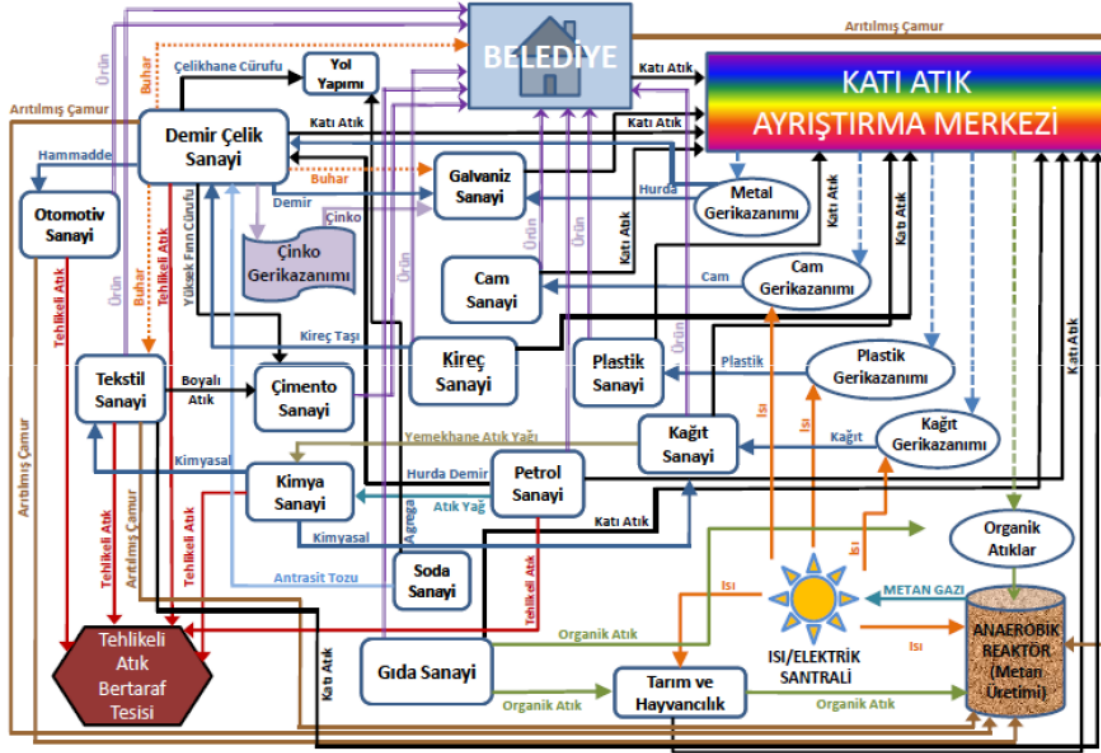 Arıtılmış Çamur
BELEDİYE
Ürün
Buhar
Çelikhane Cürufu
Yol
Yapımı
Katı Atık
KATI ATIK
AYRIŞTIRMA MERKEZİ
Arıtılmış Çamur
Demir Çelik
Sanayi
Katı Atık
Hammadde
Buhar
Galvaniz
Sanayi
Hurda
Metal
Gerikazanımı
Katı Atık
Katı Atık
Demir
Otomotiv
Sanayi
Çinko
Çinko
Gerikazanımı
Ürün
Ürün
Ürün
Katı Atık
Cam
Sanayi
Cam
Cam
Gerikazanımı
Tehlikeli Atık
Ürün
Buhar
Tehlikeli Atık
Yüksek Fırın Cürufu
Kireç Taşı
Kireç
Sanayi
Plastik
Sanayi
Ürün
Plastik
Plastik
Gerikazanımı
Katı Atık
Tekstil
Sanayi
Boyalı
Atık
Çimento
Sanayi
Isı
Isı
Yemekhane Atık Yağı
Kağıt
Sanayi
Kağıt
Kağıt
Gerikazanımı
Arıtılmış Çamur
Kimyasal
Kimya
Sanayi
Hurda Demir
Petrol
Sanayi
Atık Yağ
Tehlikeli Atık
Arıtılmış Çamur
Tehlikeli Atık
Kimyasal
Agrega
Katı Atık
Isı
Organik
Atıklar
Antrasit Tozu
Soda
Sanayi
Tehlikeli Atık
Isı
METAN GAZI
Tehlikeli
Atık
Bertaraf
Tesisi
Katı Atık
Gıda Sanayi
Organik Atık
ISI/ELEKTRİK
SANTRALİ
Isı
ANAEROBIK
REAKTÖR
(Metan
Üretimi)
Organik Atık
Tarım ve
Hayvancılık
Organik Atık